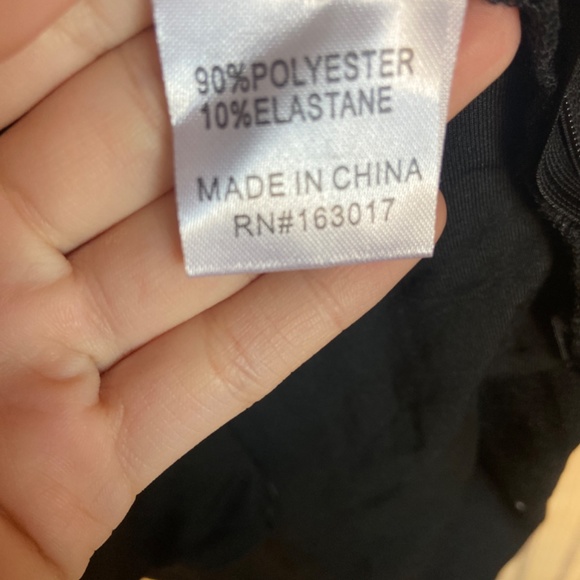 90%POLYESTER
10%ELASTANE
MADE IN CHINA
RN#163017